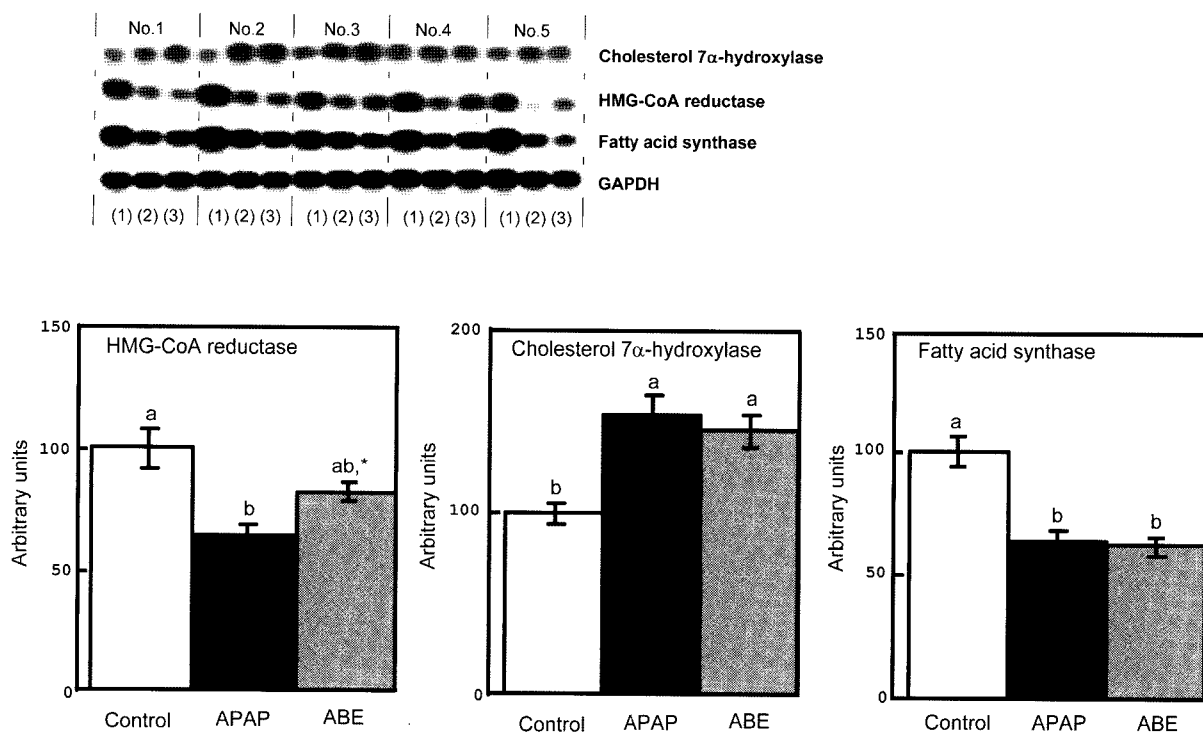 No.1 No.2 No.3 No.4 No.5
Cholesterol 7α-hydroxylase
HMG-CoA reductase
Fatty acid synthase
GAPDH
(1) (2) (3) (1) (2) (3) (1) (2) (3) (1) (2) (3) (1) (2) (3)
HMG-CoA reductase
Arbitrary units
150
100
50
0
a
b
ab,*
Control APAP ABE
Cholesterol 7α-hydroxylase
Arbitrary units
200
100
0
b
a
a
Control APAP ABE
Fatty acid synthase
Arbitrary units
150
100
50
0
a
b
b
Control APAP ABE